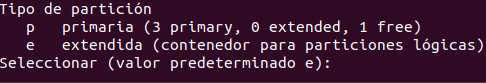 Tipo de partición
   p   primaria (3 primary, 0 extended, 1 free)
   e   extendida (contenedor para particiones lógicas)
Seleccionar (valor predeterminado e):